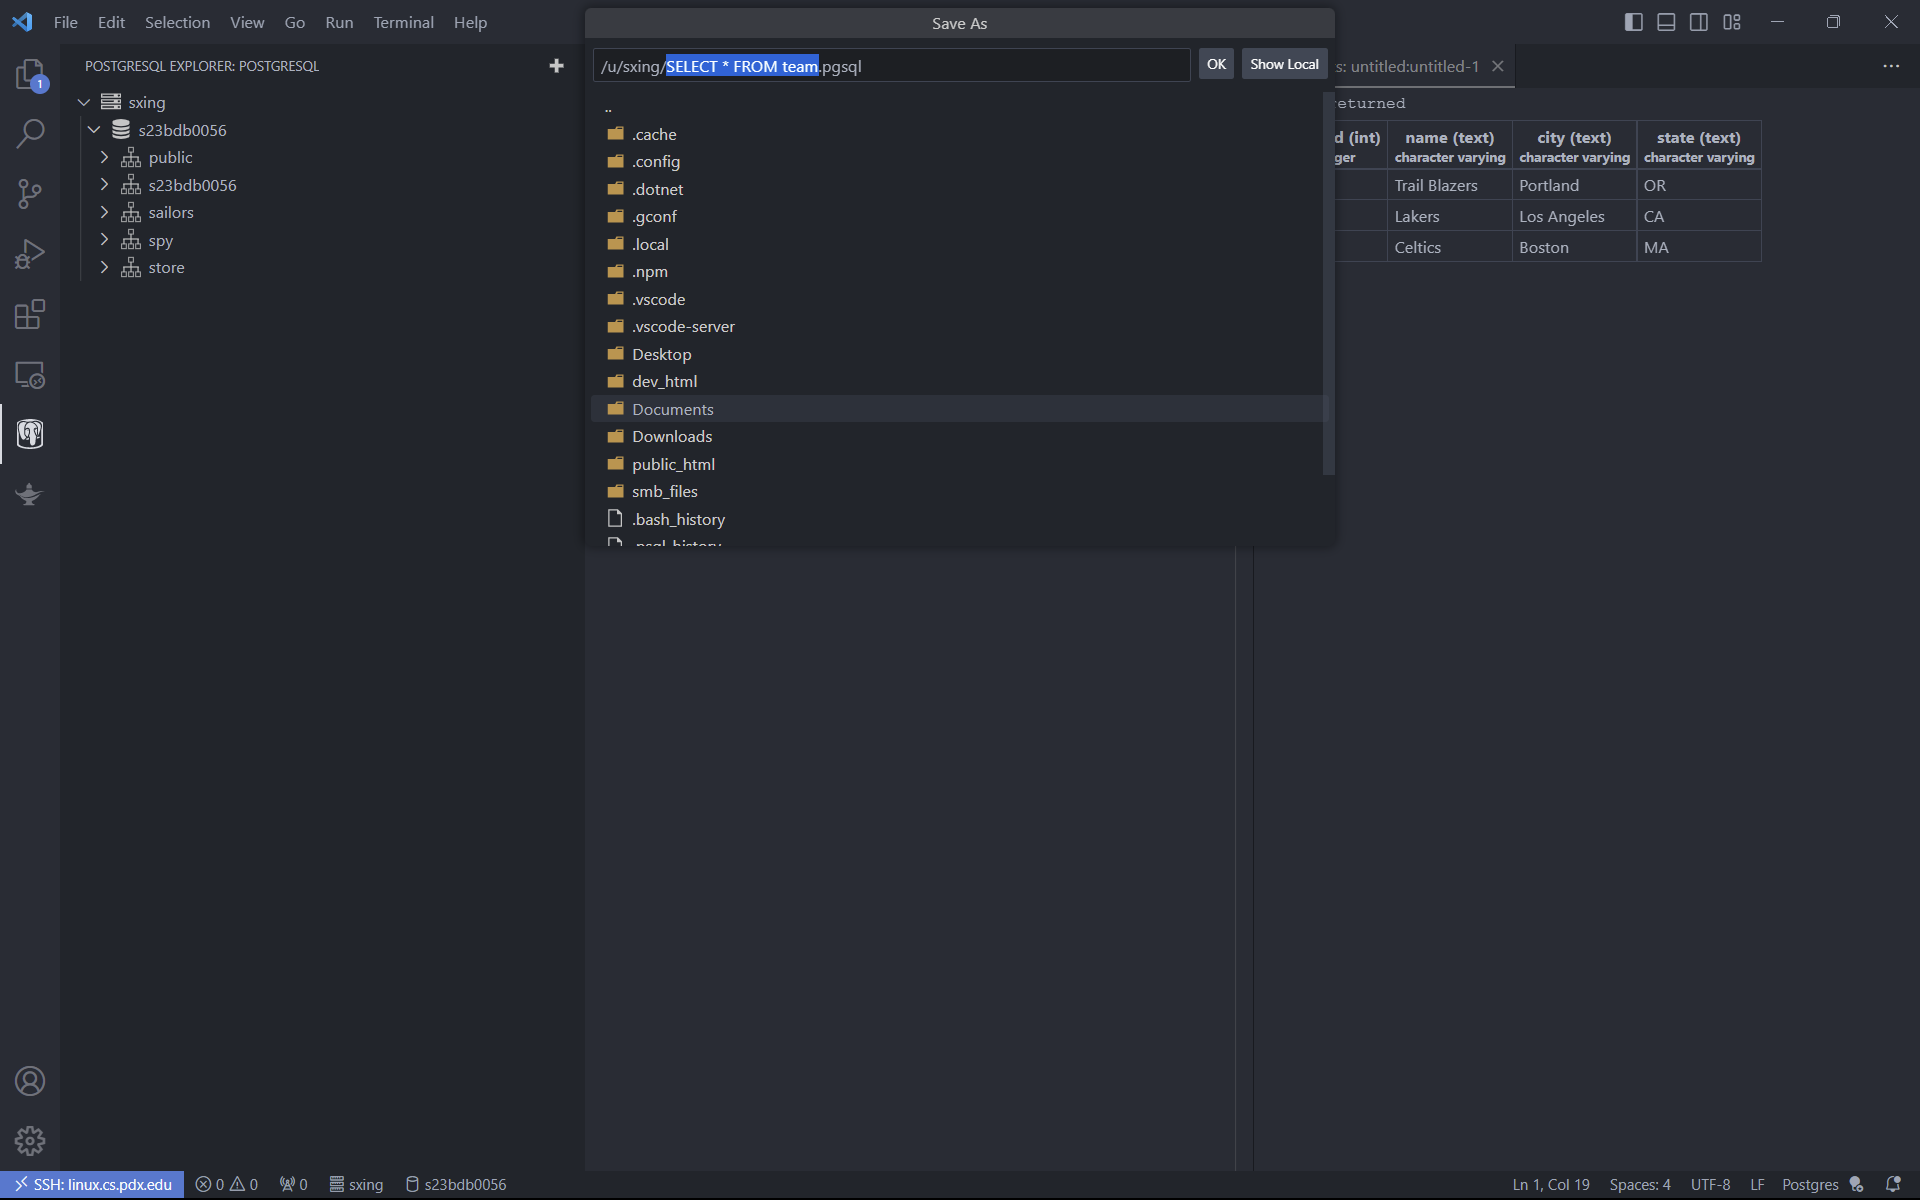 File Edit Selection View Go Run Terminal Help
Save As
1
POSTGRESQL EXPLORER: POSTGRESQL
sxing
s23bdb0056
public
s23bdb0056
sailors
spy
store
/u/sxing/SELECT * FROM team.pgsql OK Show Local
..
.cache
.config
.dotnet
.gconf
.local
.npm
.vscode
.vscode-server
Desktop
dev_html
Documents
Downloads
public_html
smb_files
.bash_history
.psql_history
s: untitled:untitled-1
returned
d (int) name (text) city (text) state (text)
ger character varying character varying character varying
Trail Blazers Portland OR
Lakers Los Angeles CA
Celtics Boston MA
SSH: linux.cs.pdx.edu 0 0 0 sxing s23bdb0056 Ln 1, Col 19 Spaces: 4 UTF-8 LF Postgres